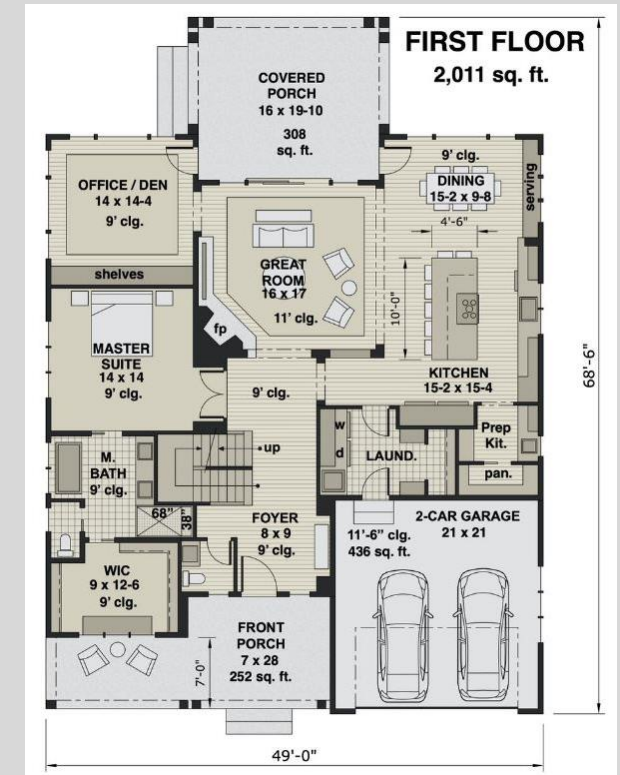 FIRST FLOOR
2,011 sq. ft.
COVERED
PORCH
16 x 19-10
308
sq. ft.
OFFICE / DEN
14 x 14-4
9' clg.
shelves
9' clg.
DINING
15-2 x 9-8
4'-6"
serving
GREAT
ROOM
16 x 17
11' clg.
fp
10'-0"
KITCHEN
15-2 x 15-4
MASTER
SUITE
14 x 14
9' clg.
9' clg.
68'-6"
w
d
LAUND.
Prep
Kit.
pan.
up
M.
BATH
9' clg.
68"
38"
FOYER
8 x 9
9' clg.
2-CAR GARAGE
21 x 21
11'-6" clg.
436 sq. ft.
WIC
9 x 12-6
9' clg.
FRONT
PORCH
7 x 28
252 sq. ft.
7'-0"
49'-0"